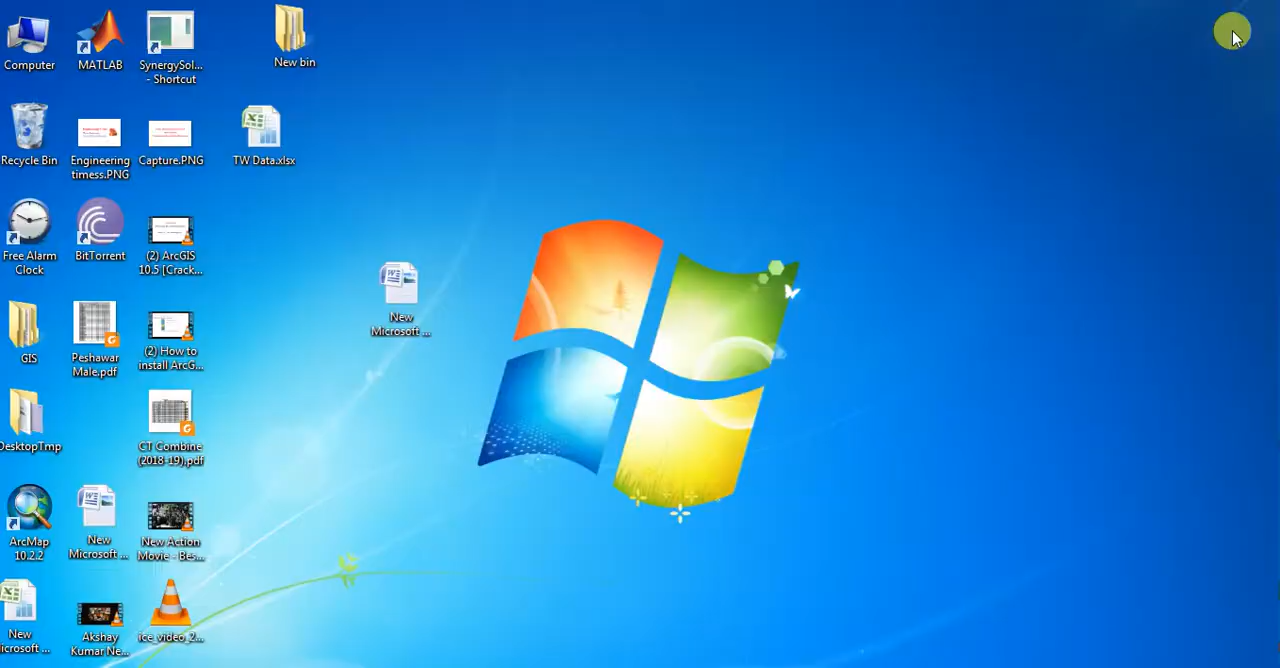 Computer
MATLAB
SynergySol...
- Shortcut
New bin
Recycle Bin
Engineering
timess.PNG
Capture.PNG
TW Data.xlsx
Free Alarm
Clock
BitTorrent
(2) ArcGIS
10.5 [Crack...
New
Microsoft ...
GIS
Peshawar
Male.pdf
(2) How to
install ArcG...
DesktopTmp
CT Combine
(2018-19).pdf
ArcMap
10.2.2
New
Microsoft ...
New Action
Movie - Bes...
New
icrosoft ...
Akshay
Kumar Ne...
ice_video_2...